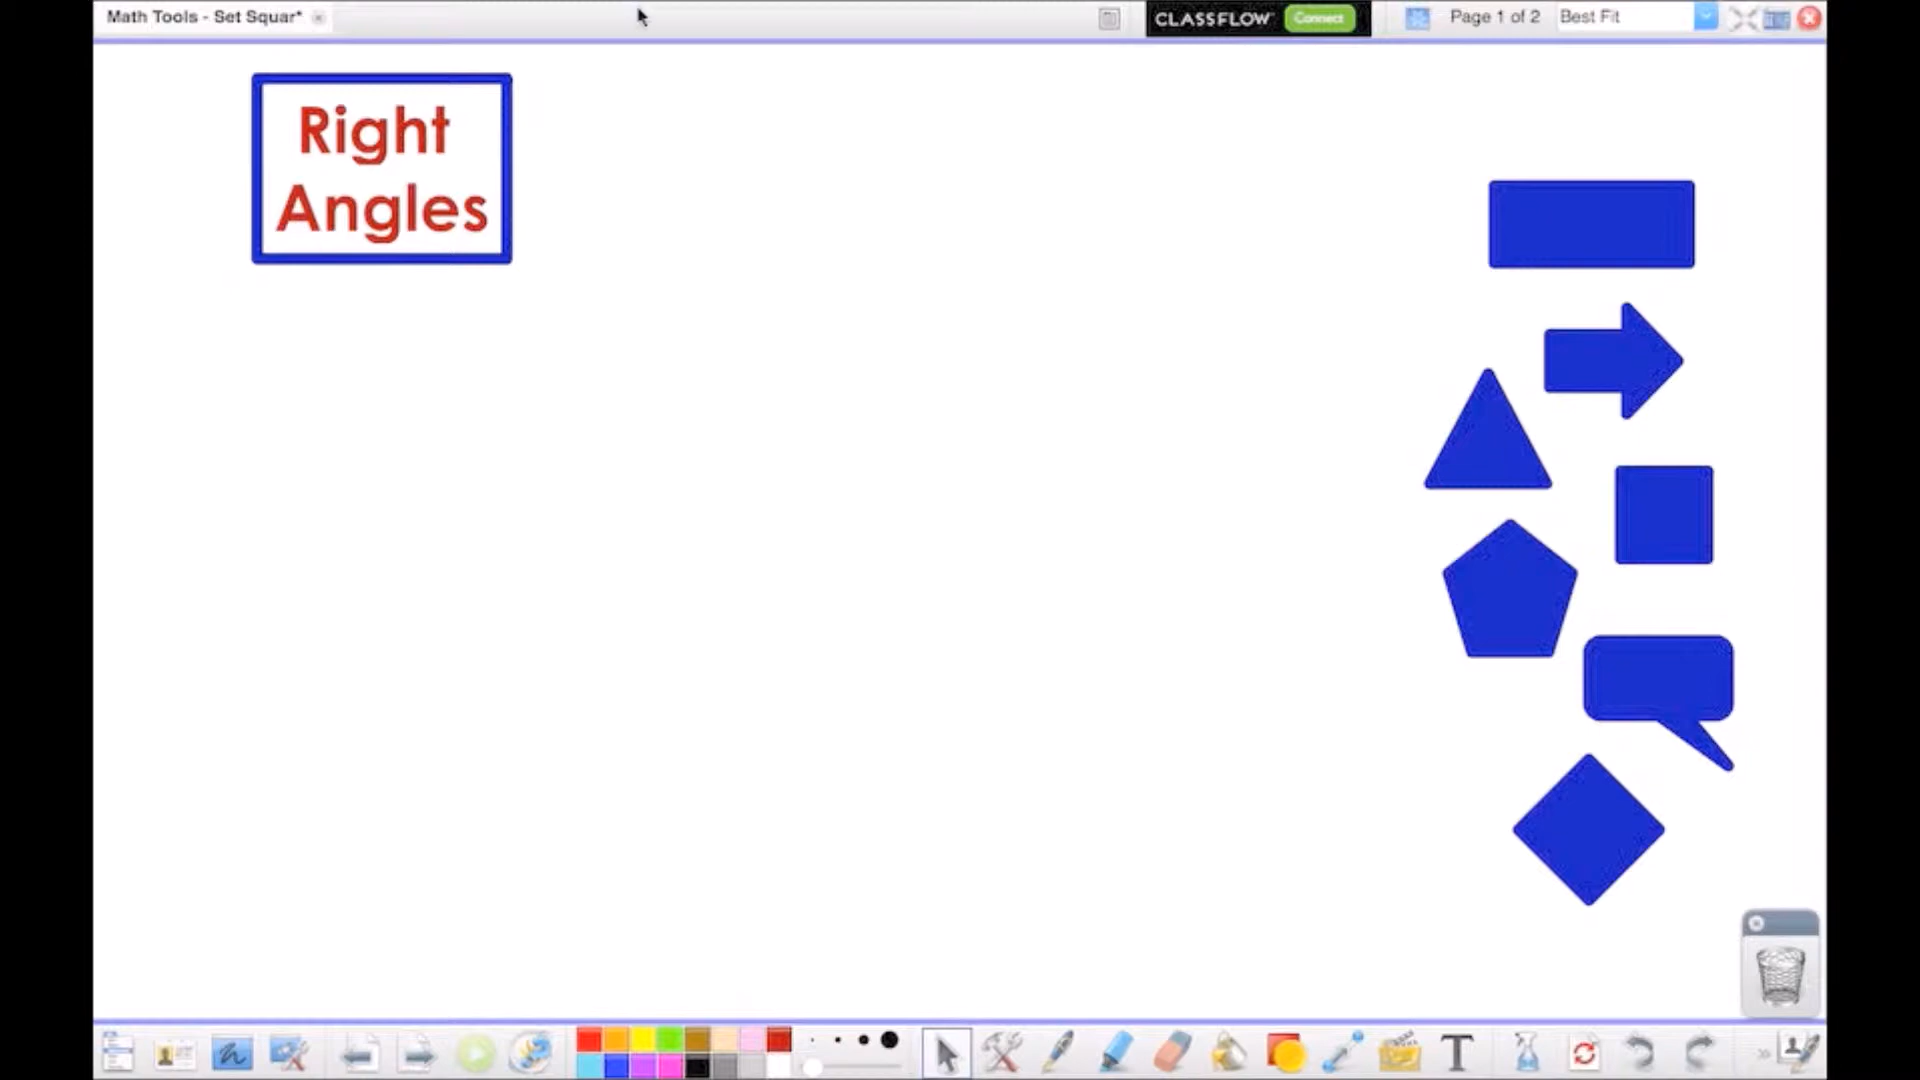 Math Tools - Set Squar*
CLASSFLOW Connect
Page 1 of 2
Best Fit
Right
Angles
T